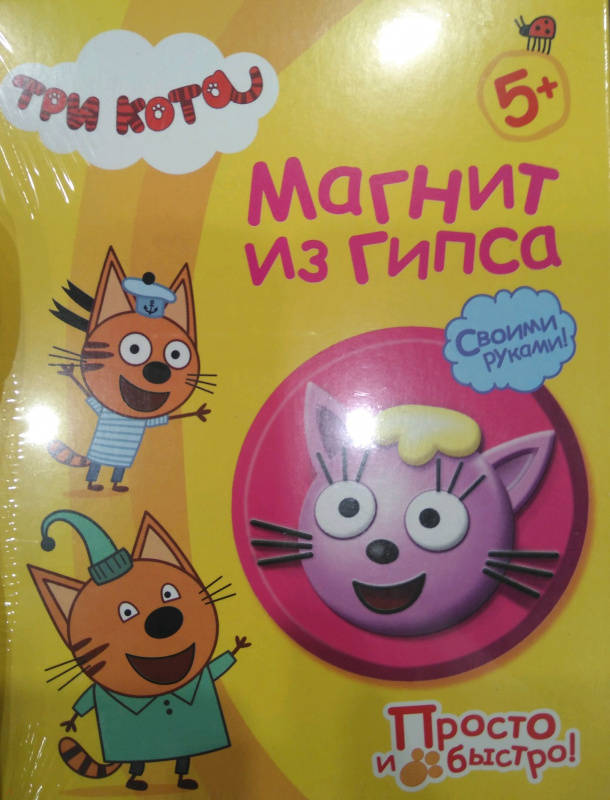 ТРИ КОТА
5+
Магнит
из гипса
Своими
руками!
Просто
и быстро!